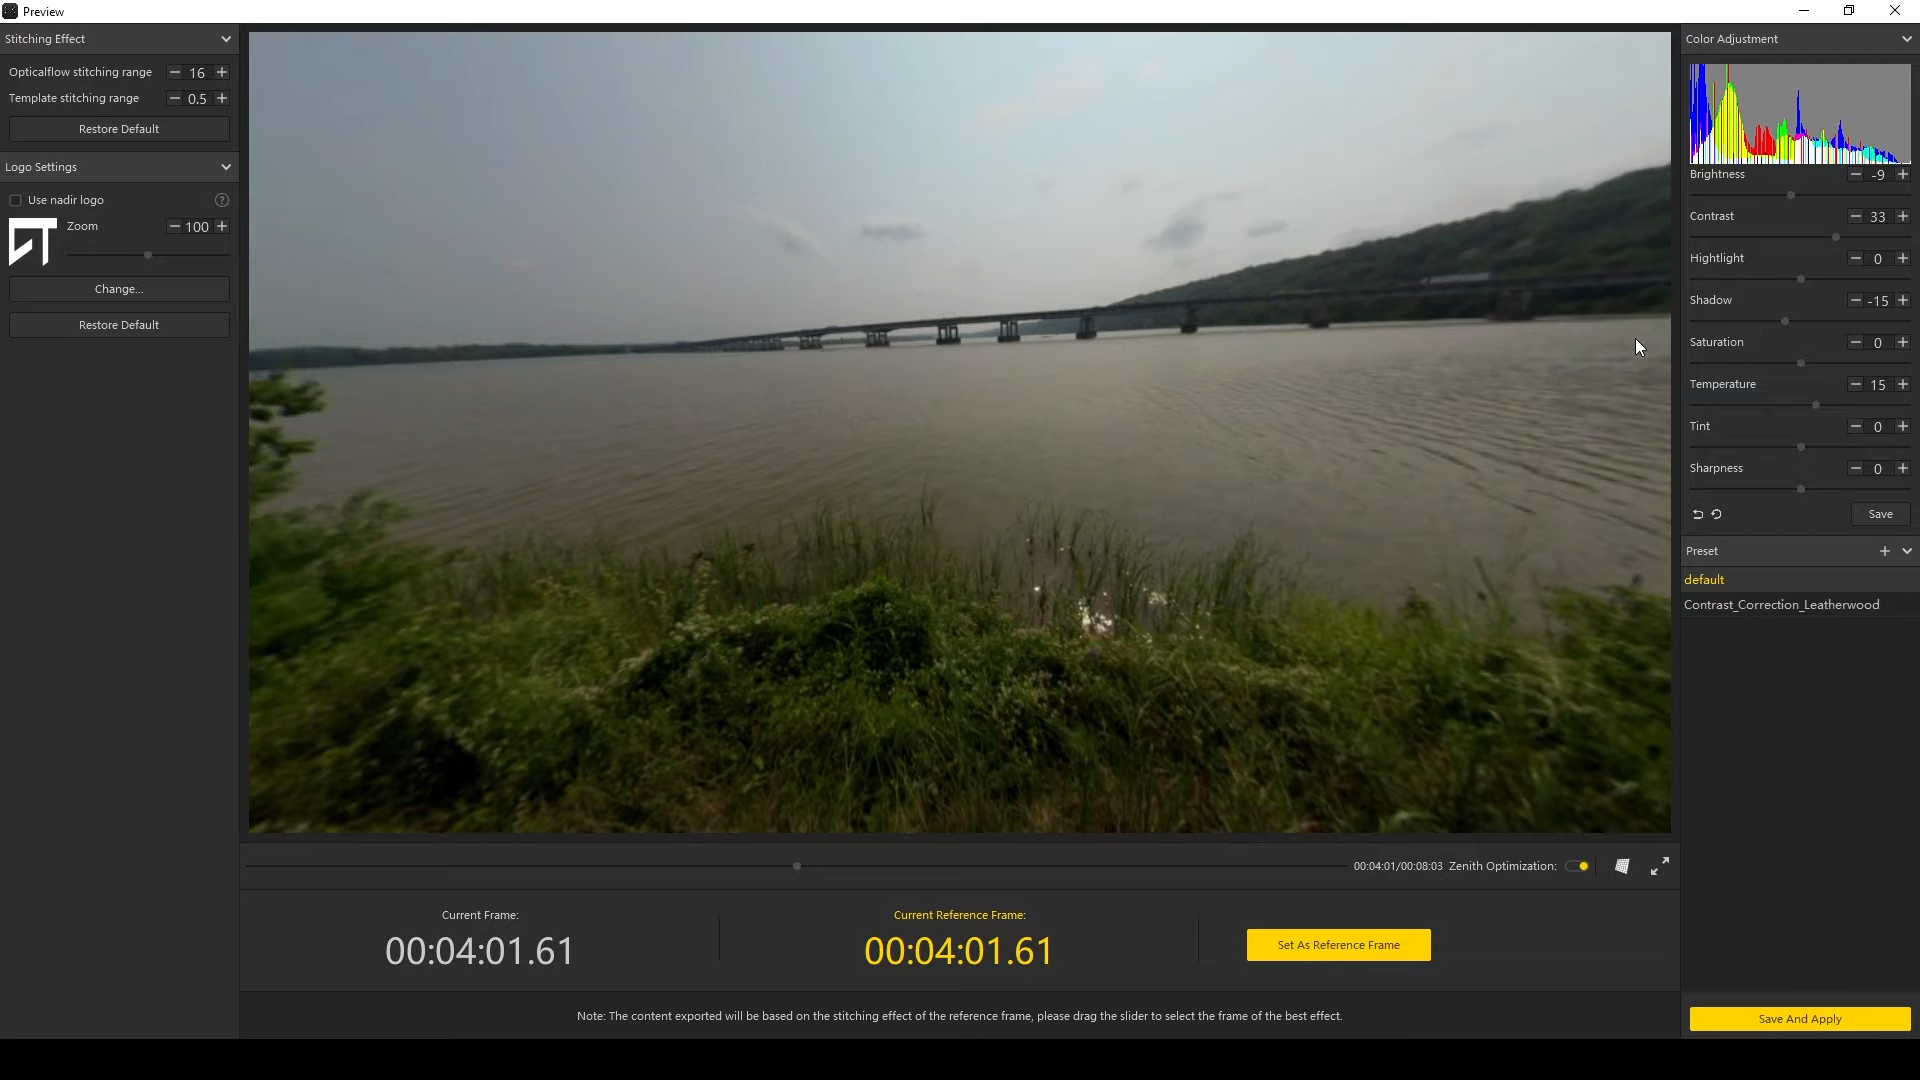 Preview
Stitching Effect
Opticalflow stitching range 16
Template stitching range 0.5
Restore Default
Logo Settings
Use nadir logo ?
Zoom 100
Change...
Restore Default
Color Adjustment
Brightness -9
Contrast 33
Hightlight 0
Shadow -15
Saturation 0
Temperature 15
Tint 0
Sharpness 0
Save
Preset
default
Contrast_Correction_Leatherwood
00:04:01/00:08:03 Zenith Optimization:
Current Frame:
00:04:01.61
Current Reference Frame:
00:04:01.61
Set As Reference Frame
Note: The content exported will be based on the stitching effect of the reference frame, please drag the slider to select the frame of the best effect.
Save And Apply